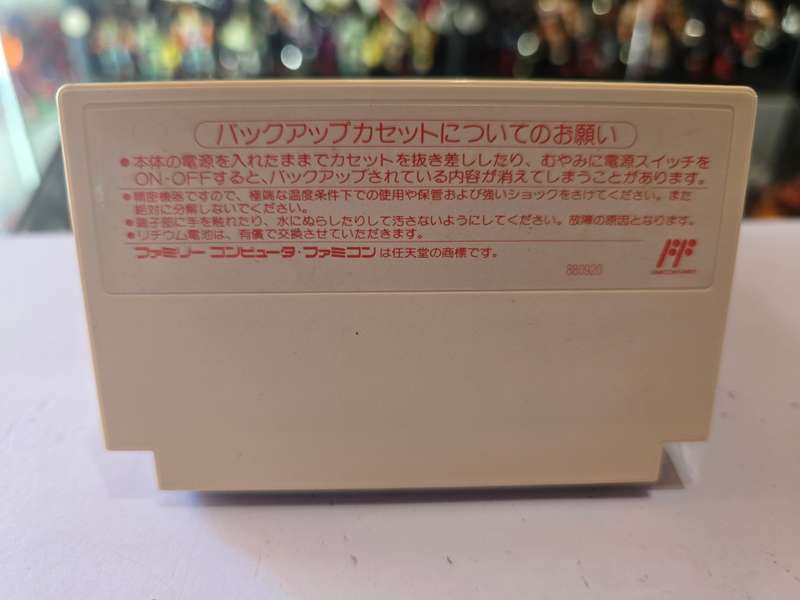 バックアップカセットについてのお願い
●本体の電源を入れたままでカセットを抜き差ししたり、むやみに電源スイッチを
ON・OFFすると、バックアップされている内容が消えてしまうことがあります。
●精密機器ですので、極端な温度条件下での使用や保管および強いショックをさけてください。また
絶対に分解しないでください。
●端子部に手を触れたり、水にぬらしたりして汚さないようにしてください。故障の原因となります。
●リチウム電池は、有償で交換させていただきます。
ファミリーコンピュータ・ファミコンは任天堂の商標です。
880920